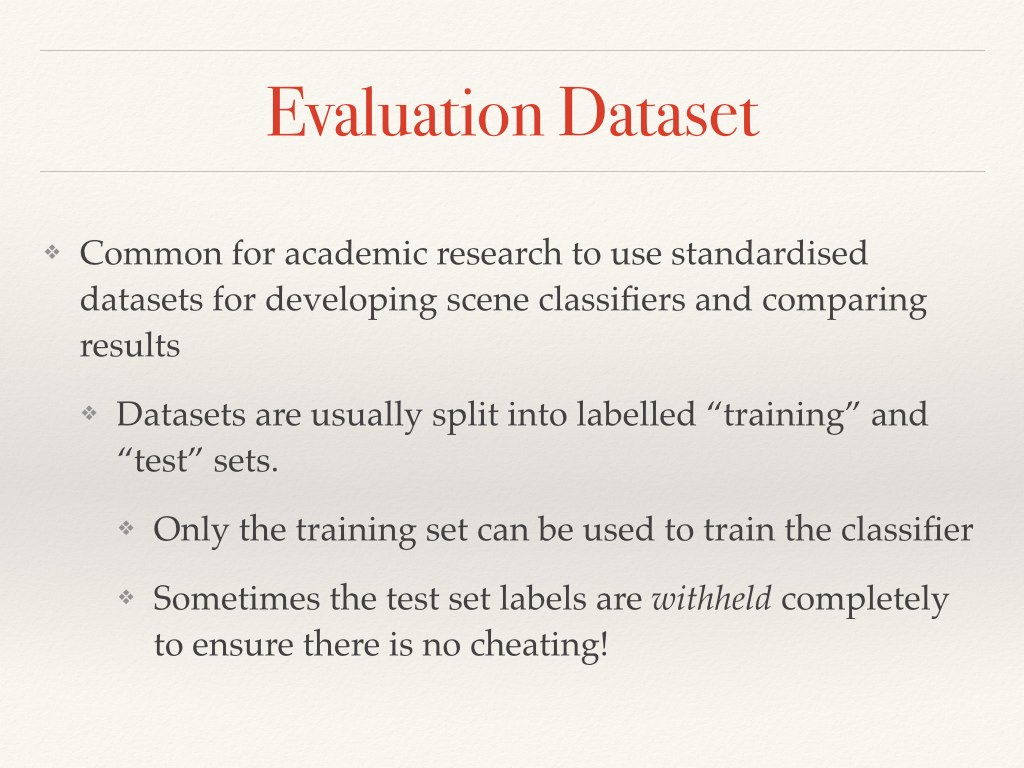 Evaluation Dataset
❖ Common for academic research to use standardised
datasets for developing scene classifiers and comparing
results
❖ Datasets are usually split into labelled “training” and
“test” sets.
❖ Only the training set can be used to train the classifier
❖ Sometimes the test set labels are withheld completely
to ensure there is no cheating!